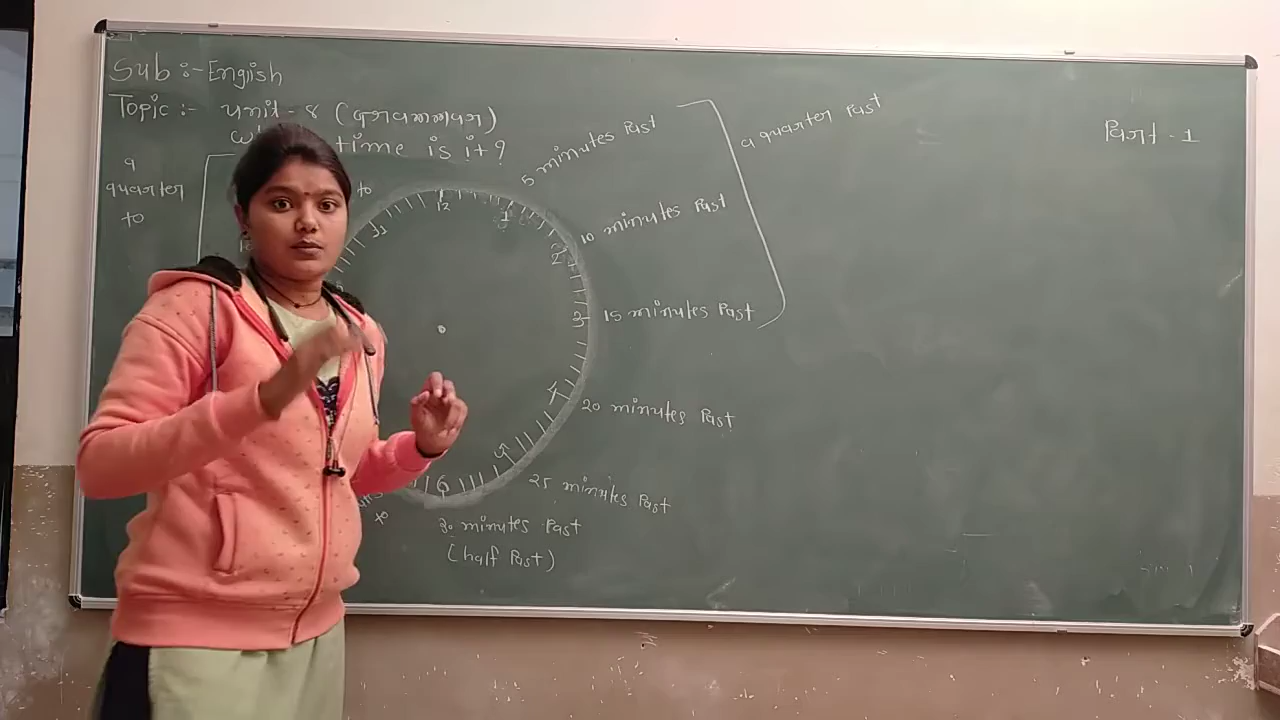 Sub :- English
Topic :- unit - 8
time is it ?
a
quarter
to
to
5 minutes Past
a quarter Past
10 minutes Past
15 minutes Past
20 minutes Past
25 minutes Past
30 minutes Past
(half Past)
to
12
1
2
3
4
5
6
11
- 1